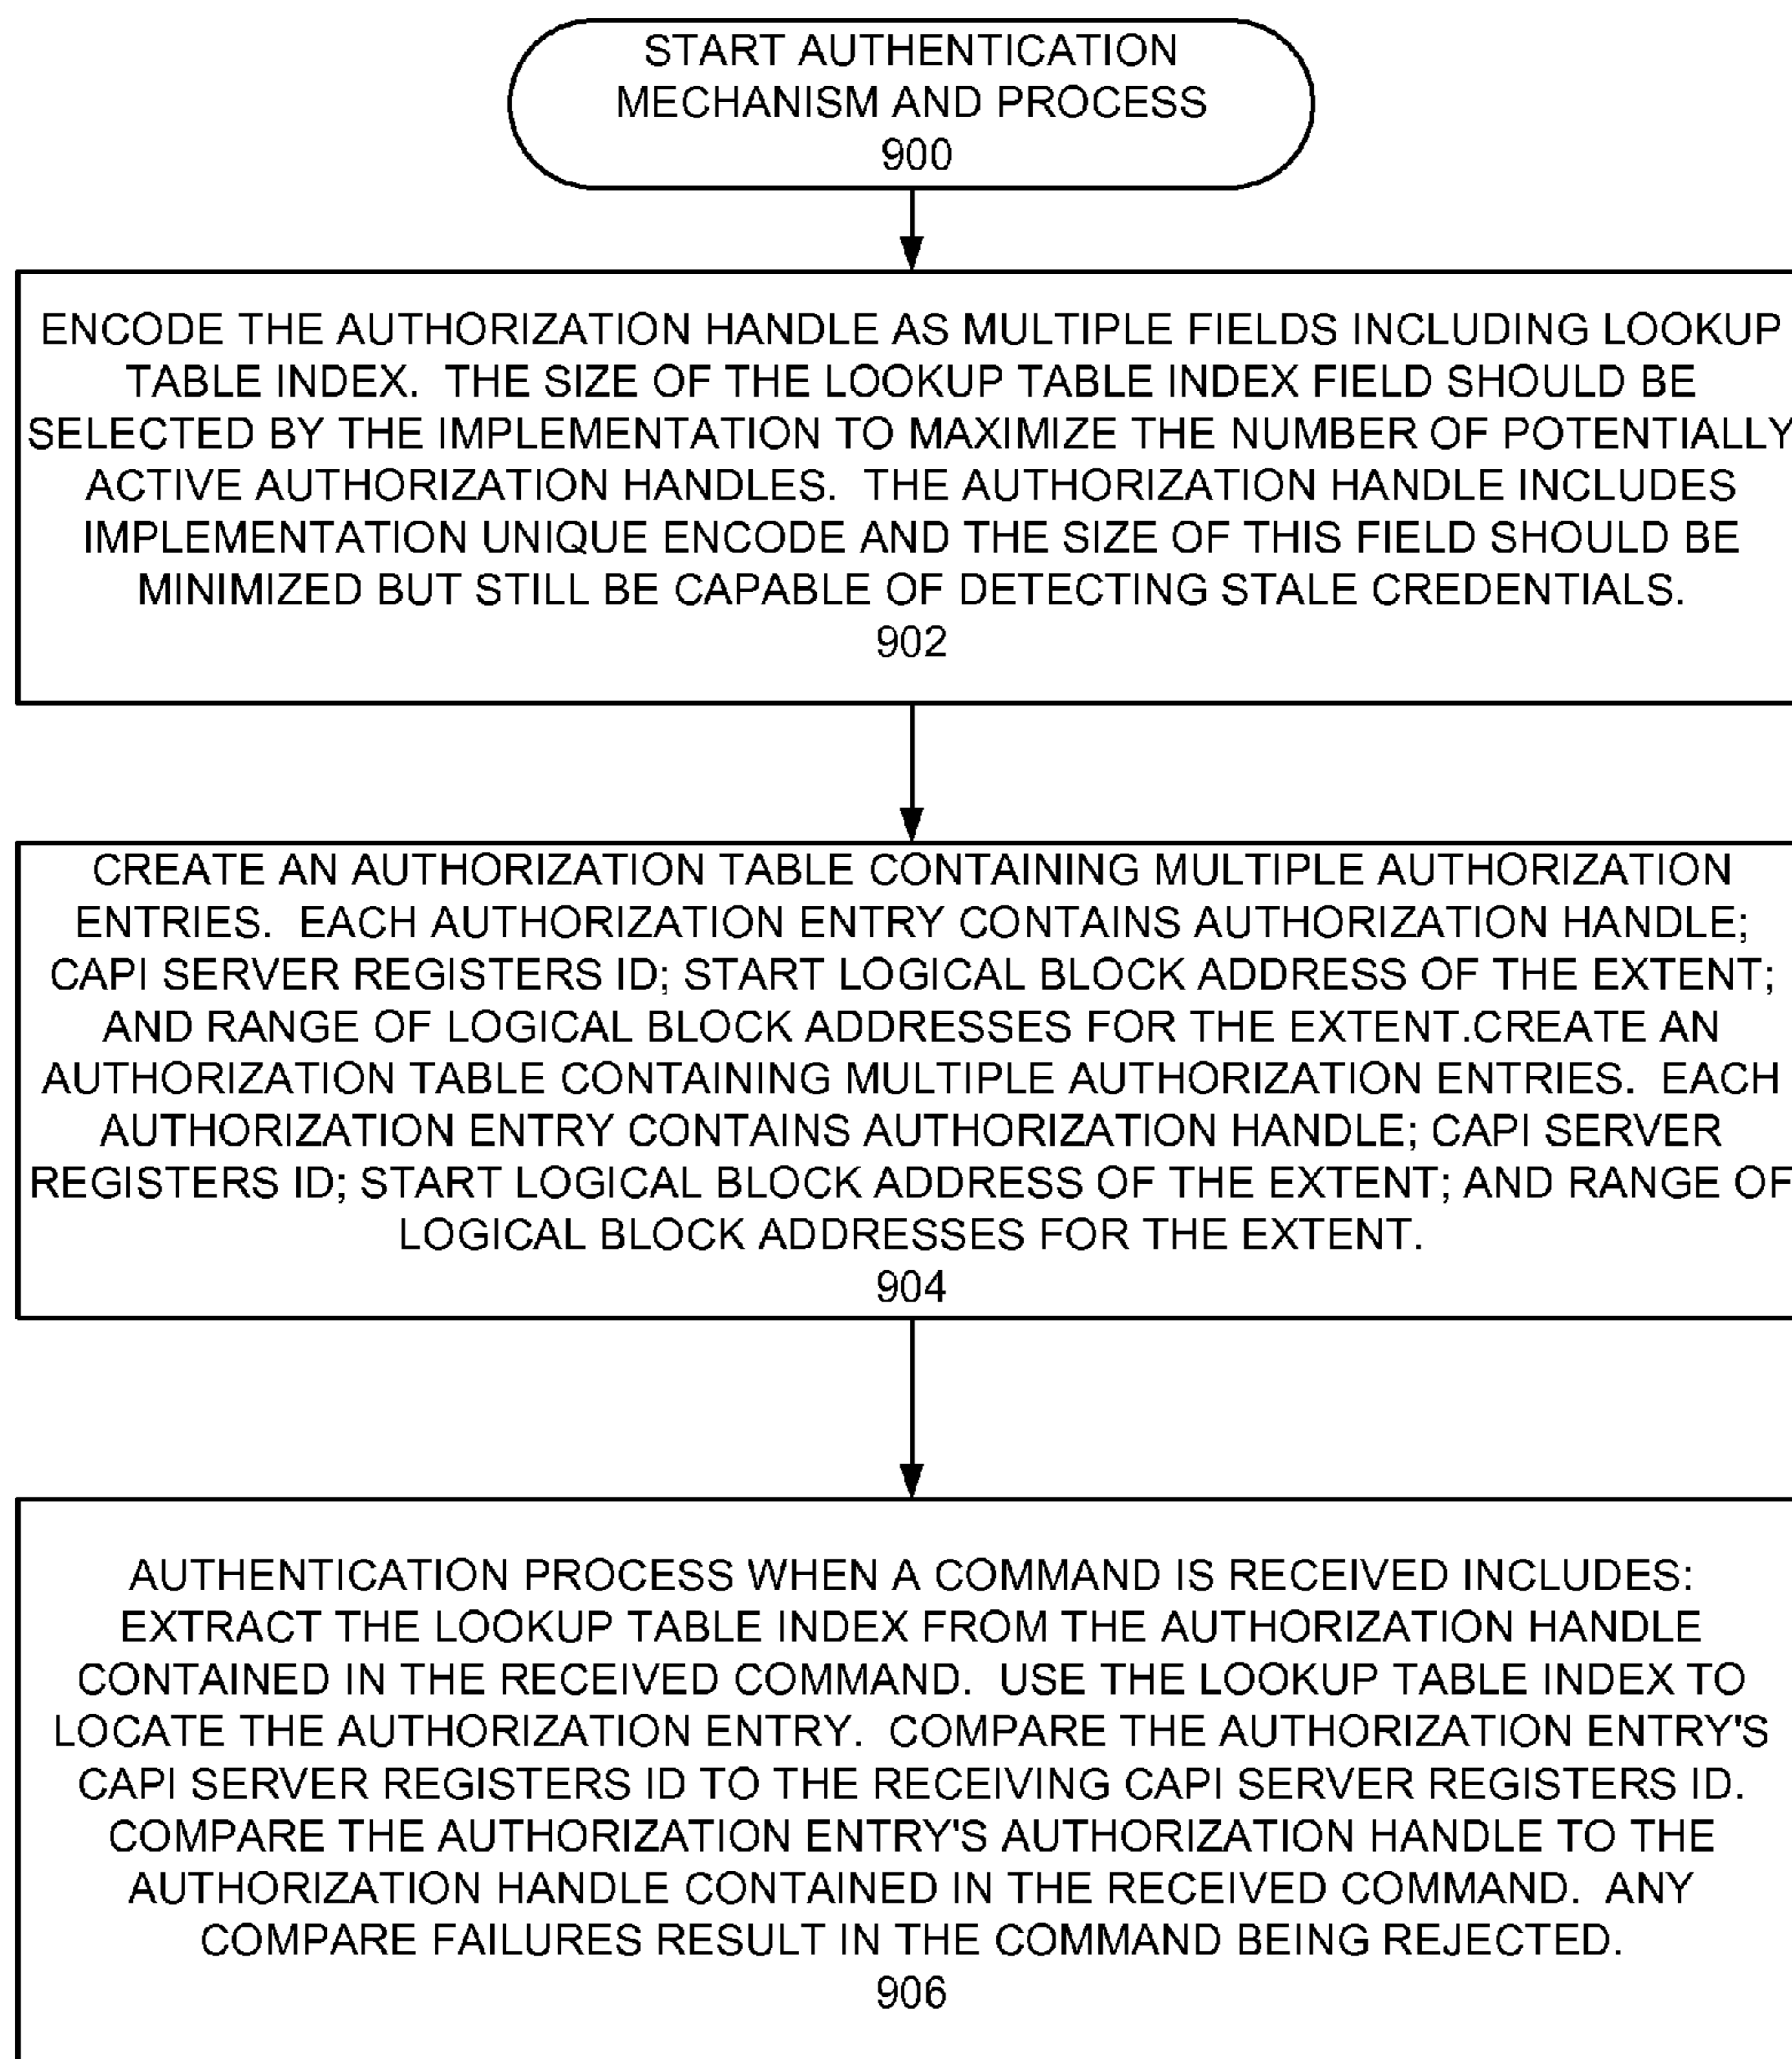 START AUTHENTICATION
MECHANISM AND PROCESS
900
ENCODE THE AUTHORIZATION HANDLE AS MULTIPLE FIELDS INCLUDING LOOKUP
TABLE INDEX.  THE SIZE OF THE LOOKUP TABLE INDEX FIELD SHOULD BE
SELECTED BY THE IMPLEMENTATION TO MAXIMIZE THE NUMBER OF POTENTIALLY
ACTIVE AUTHORIZATION HANDLES.  THE AUTHORIZATION HANDLE INCLUDES
IMPLEMENTATION UNIQUE ENCODE AND THE SIZE OF THIS FIELD SHOULD BE
MINIMIZED BUT STILL BE CAPABLE OF DETECTING STALE CREDENTIALS.
902
CREATE AN AUTHORIZATION TABLE CONTAINING MULTIPLE AUTHORIZATION
ENTRIES.  EACH AUTHORIZATION ENTRY CONTAINS AUTHORIZATION HANDLE;
CAPI SERVER REGISTERS ID; START LOGICAL BLOCK ADDRESS OF THE EXTENT;
AND RANGE OF LOGICAL BLOCK ADDRESSES FOR THE EXTENT.CREATE AN
AUTHORIZATION TABLE CONTAINING MULTIPLE AUTHORIZATION ENTRIES.  EACH
AUTHORIZATION ENTRY CONTAINS AUTHORIZATION HANDLE; CAPI SERVER
REGISTERS ID; START LOGICAL BLOCK ADDRESS OF THE EXTENT; AND RANGE OF
LOGICAL BLOCK ADDRESSES FOR THE EXTENT.
904
AUTHENTICATION PROCESS WHEN A COMMAND IS RECEIVED INCLUDES:
EXTRACT THE LOOKUP TABLE INDEX FROM THE AUTHORIZATION HANDLE
CONTAINED IN THE RECEIVED COMMAND.  USE THE LOOKUP TABLE INDEX TO
LOCATE THE AUTHORIZATION ENTRY.  COMPARE THE AUTHORIZATION ENTRY'S
CAPI SERVER REGISTERS ID TO THE RECEIVING CAPI SERVER REGISTERS ID.
COMPARE THE AUTHORIZATION ENTRY'S AUTHORIZATION HANDLE TO THE
AUTHORIZATION HANDLE CONTAINED IN THE RECEIVED COMMAND.  ANY
COMPARE FAILURES RESULT IN THE COMMAND BEING REJECTED.
906